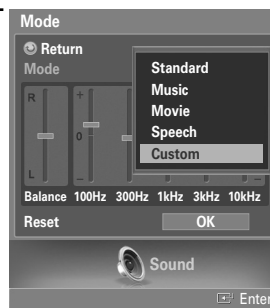 Mode
Return
Mode
Standard
Music
Movie
Speech
Custom
R
+
0
L
–
–
Balance 100Hz 300Hz 1kHz 3kHz 10kHz
Reset OK
Sound
Enter